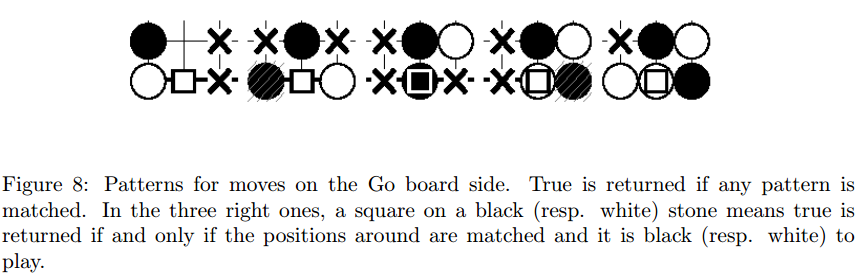 Figure 8: Patterns for moves on the Go board side. True is returned if any pattern is
matched. In the three right ones, a square on a black (resp. white) stone means true is
returned if and only if the positions around are matched and it is black (resp. white) to
play.